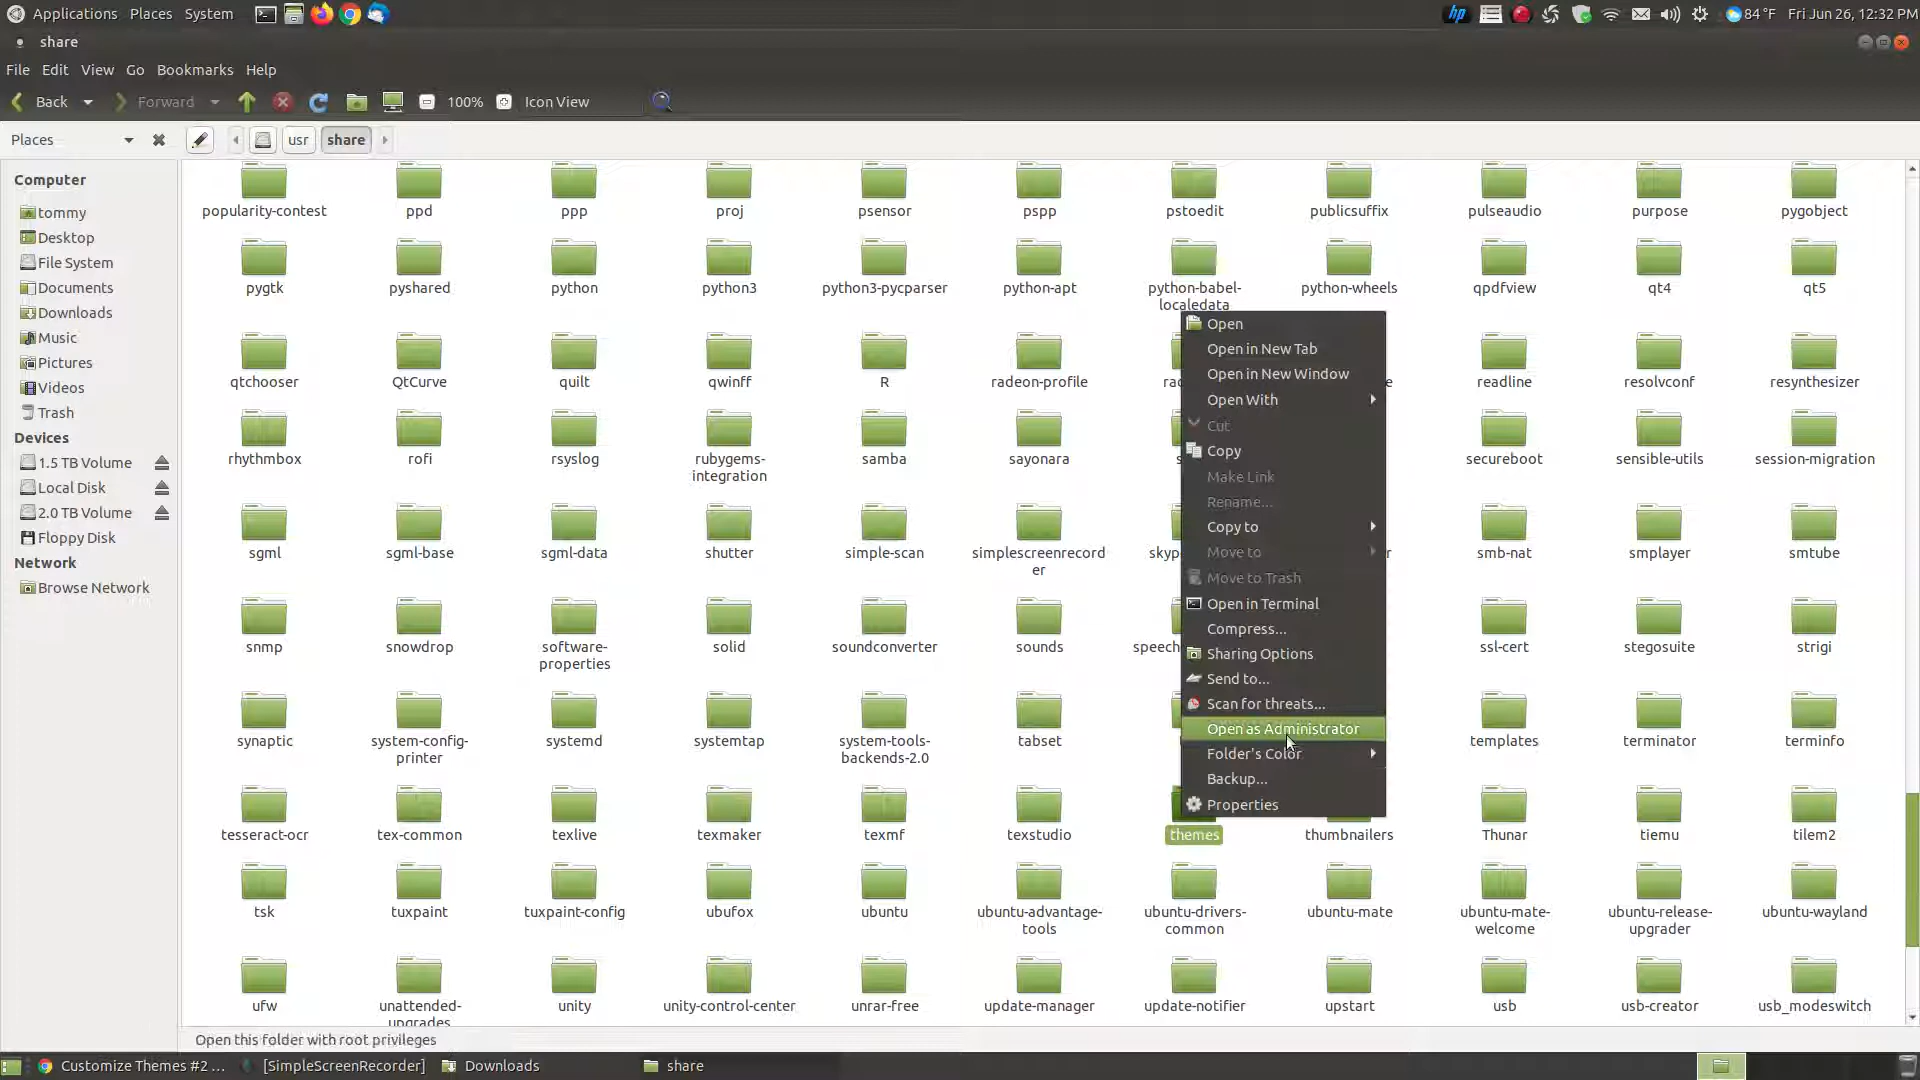 Applications Places System hp 84 °F Fri Jun 26, 12:32 PM
share
File Edit View Go Bookmarks Help
Back Forward 100% Icon View
Places usr share
Computer
tommy
Desktop
File System
Documents
Downloads
Music
Pictures
Videos
Trash
Devices
1.5 TB Volume
Local Disk
2.0 TB Volume
Floppy Disk
Network
Browse Network
popularity-contest ppd ppp proj psensor pspp pstoedit publicsuffix pulseaudio purpose pygobject
pygtk pyshared python python3 python3-pycparser python-apt python-babel- python-wheels qpdfview qt4 qt5
localedata
qtchooser QtCurve quilt qwinff R radeon-profile rac e readline resolvconf resynthesizer
rhythmbox rofi rsyslog rubygems- samba sayonara s secureboot sensible-utils session-migration
integration
sgml sgml-base sgml-data shutter simple-scan simplescreenrecord skyp r smb-nat smplayer smtube
er
snmp snowdrop software- solid soundconverter sounds speech ssl-cert stegosuite strigi
properties
synaptic system-config- systemd systemtap system-tools- tabset t templates terminator terminfo
printer backends-2.0
tesseract-ocr tex-common texlive texmaker texmf texstudio themes thumbnailers Thunar tiemu tilem2
tsk tuxpaint tuxpaint-config ubufox ubuntu ubuntu-advantage- ubuntu-drivers- ubuntu-mate ubuntu-mate- ubuntu-release- ubuntu-wayland
tools common welcome upgrader
ufw unattended- unity unity-control-center unrar-free update-manager update-notifier upstart usb usb-creator usb_modeswitch
upgrades
Open
Open in New Tab
Open in New Window
Open With
Cut
Copy
Make Link
Rename...
Copy to
Move to
Move to Trash
Open in Terminal
Compress...
Sharing Options
Send to...
Scan for threats...
Open as Administrator
Folder's Color
Backup...
Properties
Open this folder with root privileges
Customize Themes #2 ... [SimpleScreenRecorder] Downloads share